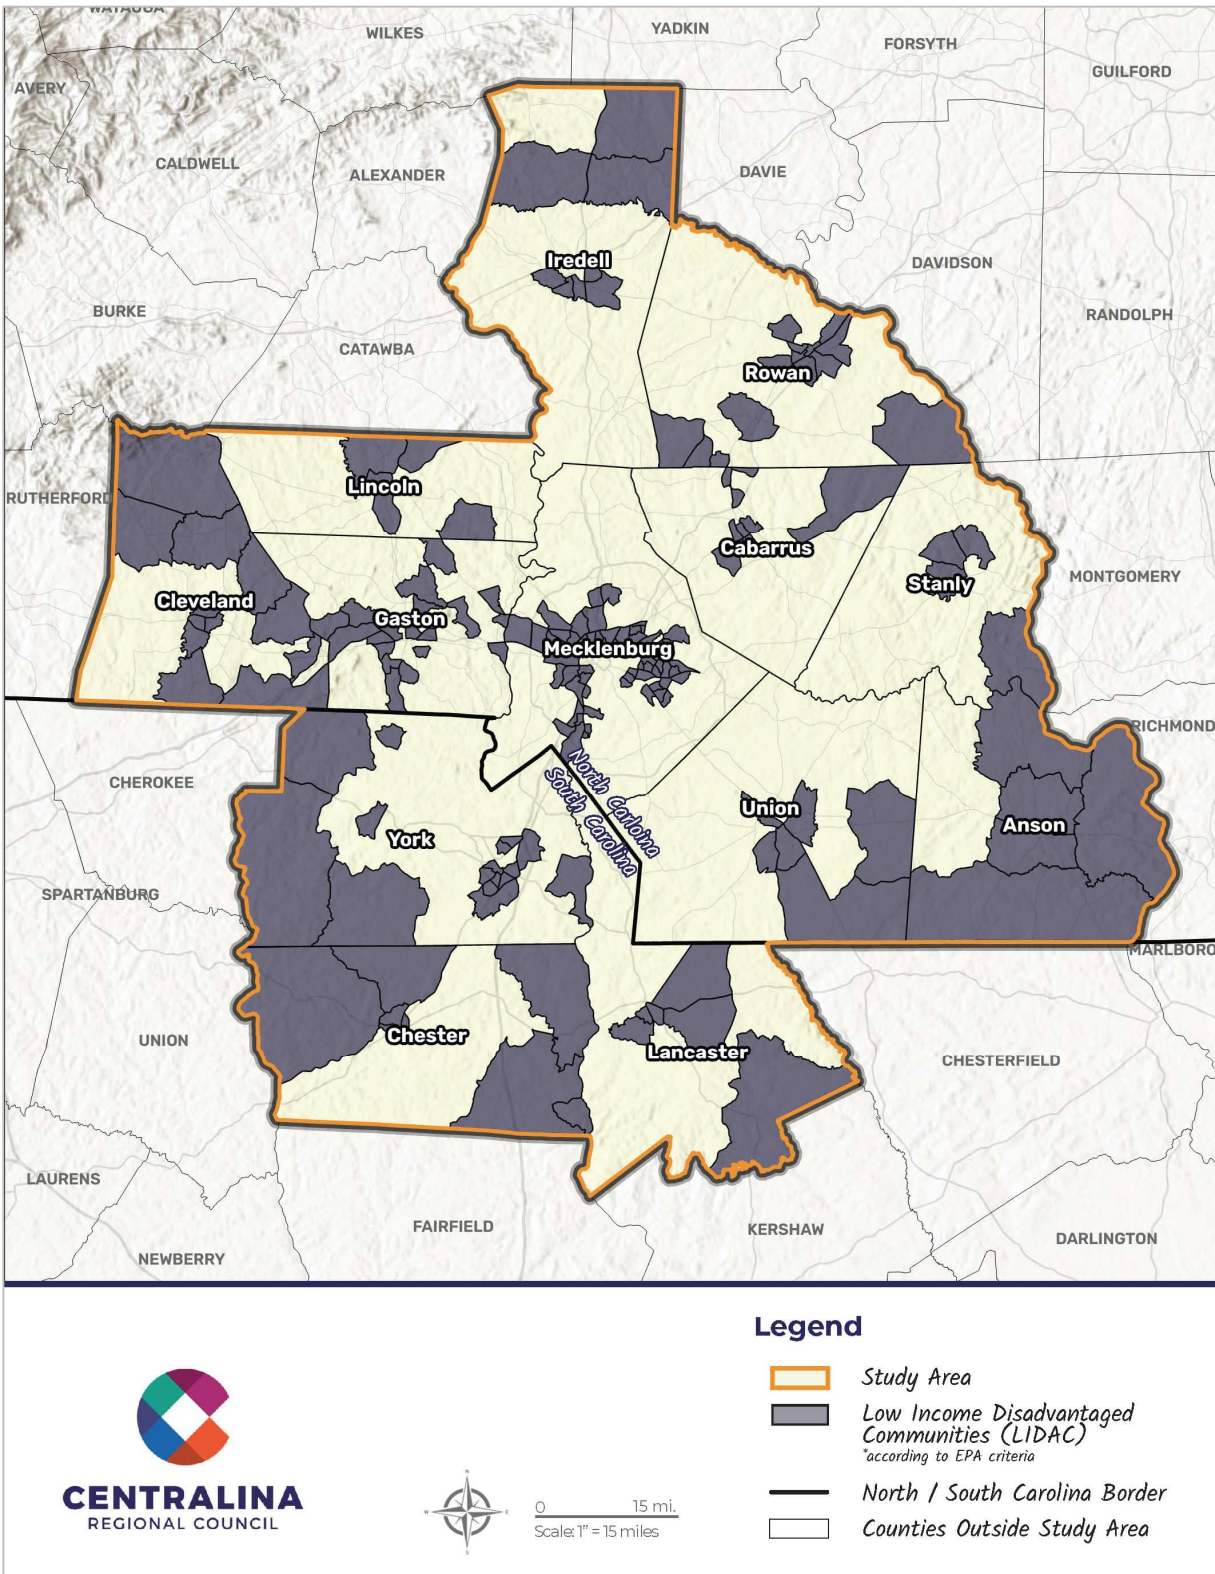 WATAUGA
WILKES
YADKIN
FORSYTH
GUILFORD
AVERY
CALDWELL
ALEXANDER
DAVIE
Iredell
DAVIDSON
BURKE
RANDOLPH
CATAWBA
Rowan
RUTHERFORD
Lincoln
Cabarrus
Stanly
MONTGOMERY
Cleveland
Gaston
Mecklenburg
RICHMOND
CHEROKEE
North Carloina
South Carolina
Union
York
Anson
SPARTANBURG
MARLBORO
UNION
Chester
Lancaster
CHESTERFIELD
LAURENS
FAIRFIELD
KERSHAW
DARLINGTON
NEWBERRY
Legend
Study Area
Low Income Disadvantaged
Communities (LIDAC)
*according to EPA criteria
North / South Carolina Border
Counties Outside Study Area
CENTRALINA
REGIONAL COUNCIL
N
W
E
S
0 15 mi.
Scale: 1" = 15 miles